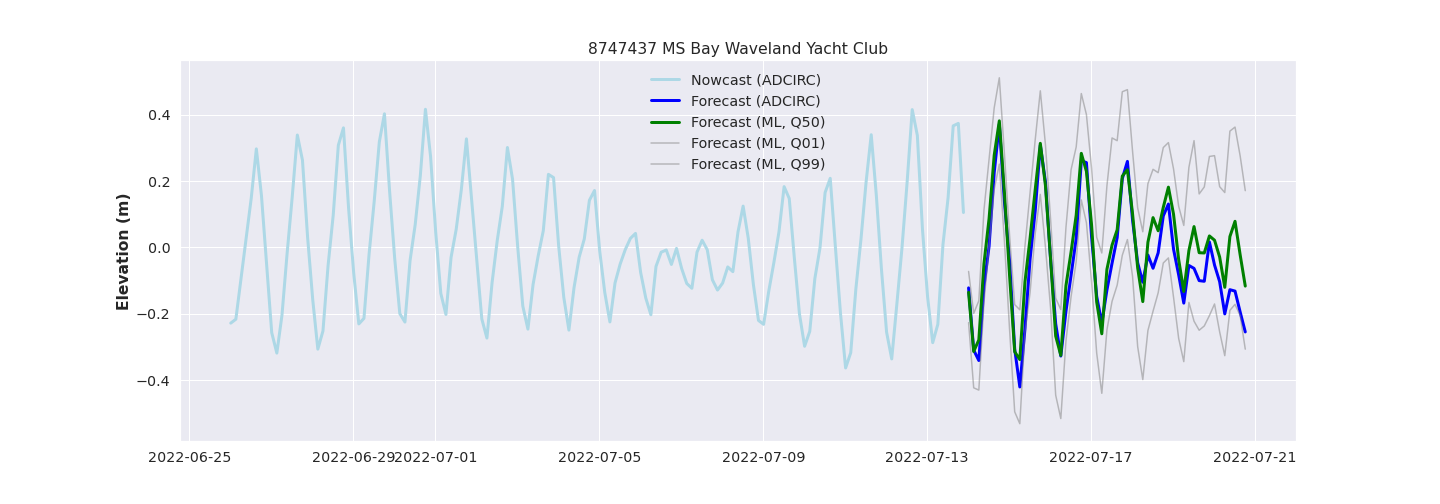 8747437 MS Bay Waveland Yacht Club
Nowcast (ADCIRC)
Forecast (ADCIRC)
Forecast (ML, Q50)
Forecast (ML, Q01)
Forecast (ML, Q99)
Elevation (m)
0.4
0.2
0.0
−0.2
−0.4
2022-06-25
2022-06-29
2022-07-01
2022-07-05
2022-07-09
2022-07-13
2022-07-17
2022-07-21